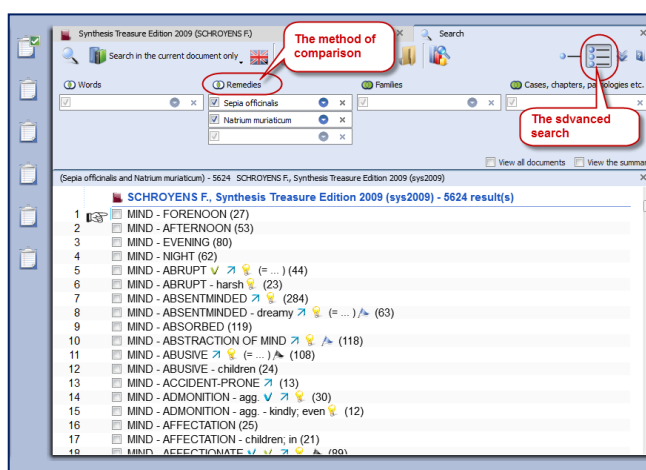 Synthesis Treasure Edition 2009 (SCHROYENS F.)
Search
The method of comparison
Search in the current document only
Words
Remedies
Families
Cases, chapters, pathologies etc.
Sepia officinalis
Natrium muriaticum
The sdvanced search
View all documents
View the summa
(Sepia officinalis and Natrium muriaticum) - 5624 SCHROYENS F., Synthesis Treasure Edition 2009 (sys2009)
SCHROYENS F., Synthesis Treasure Edition 2009 (sys2009) - 5624 result(s)
1 MIND - FORENOON (27)
2 MIND - AFTERNOON (53)
3 MIND - EVENING (80)
4 MIND - NIGHT (62)
5 MIND - ABRUPT (= ... ) (44)
6 MIND - ABRUPT - harsh (23)
7 MIND - ABSENTMINDED (284)
8 MIND - ABSENTMINDED - dreamy (= ... ) (63)
9 MIND - ABSORBED (119)
10 MIND - ABSTRACTION OF MIND (118)
11 MIND - ABUSIVE (= ... ) (108)
12 MIND - ABUSIVE - children (24)
13 MIND - ACCIDENT-PRONE (13)
14 MIND - ADMONITION - agg. (30)
15 MIND - ADMONITION - agg. - kindly; even (12)
16 MIND - AFFECTATION (25)
17 MIND - AFFECTATION - children; in (21)
18 MIND - AFFECTIONATE (89)